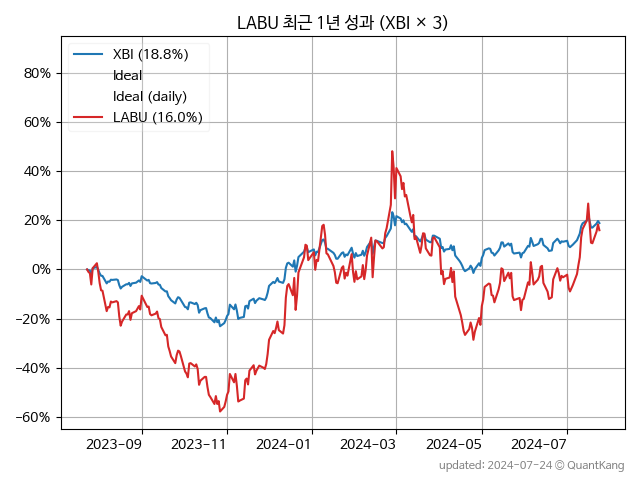 LABU 최근 1년 성과 (XBI × 3)
XBI (18.8%)
Ideal
Ideal (daily)
LABU (16.0%)
80%
60%
40%
20%
0%
−20%
−40%
−60%
2023−09 2023−11 2024−01 2024−03 2024−05 2024−07
updated: 2024-07-24 © QuantKang